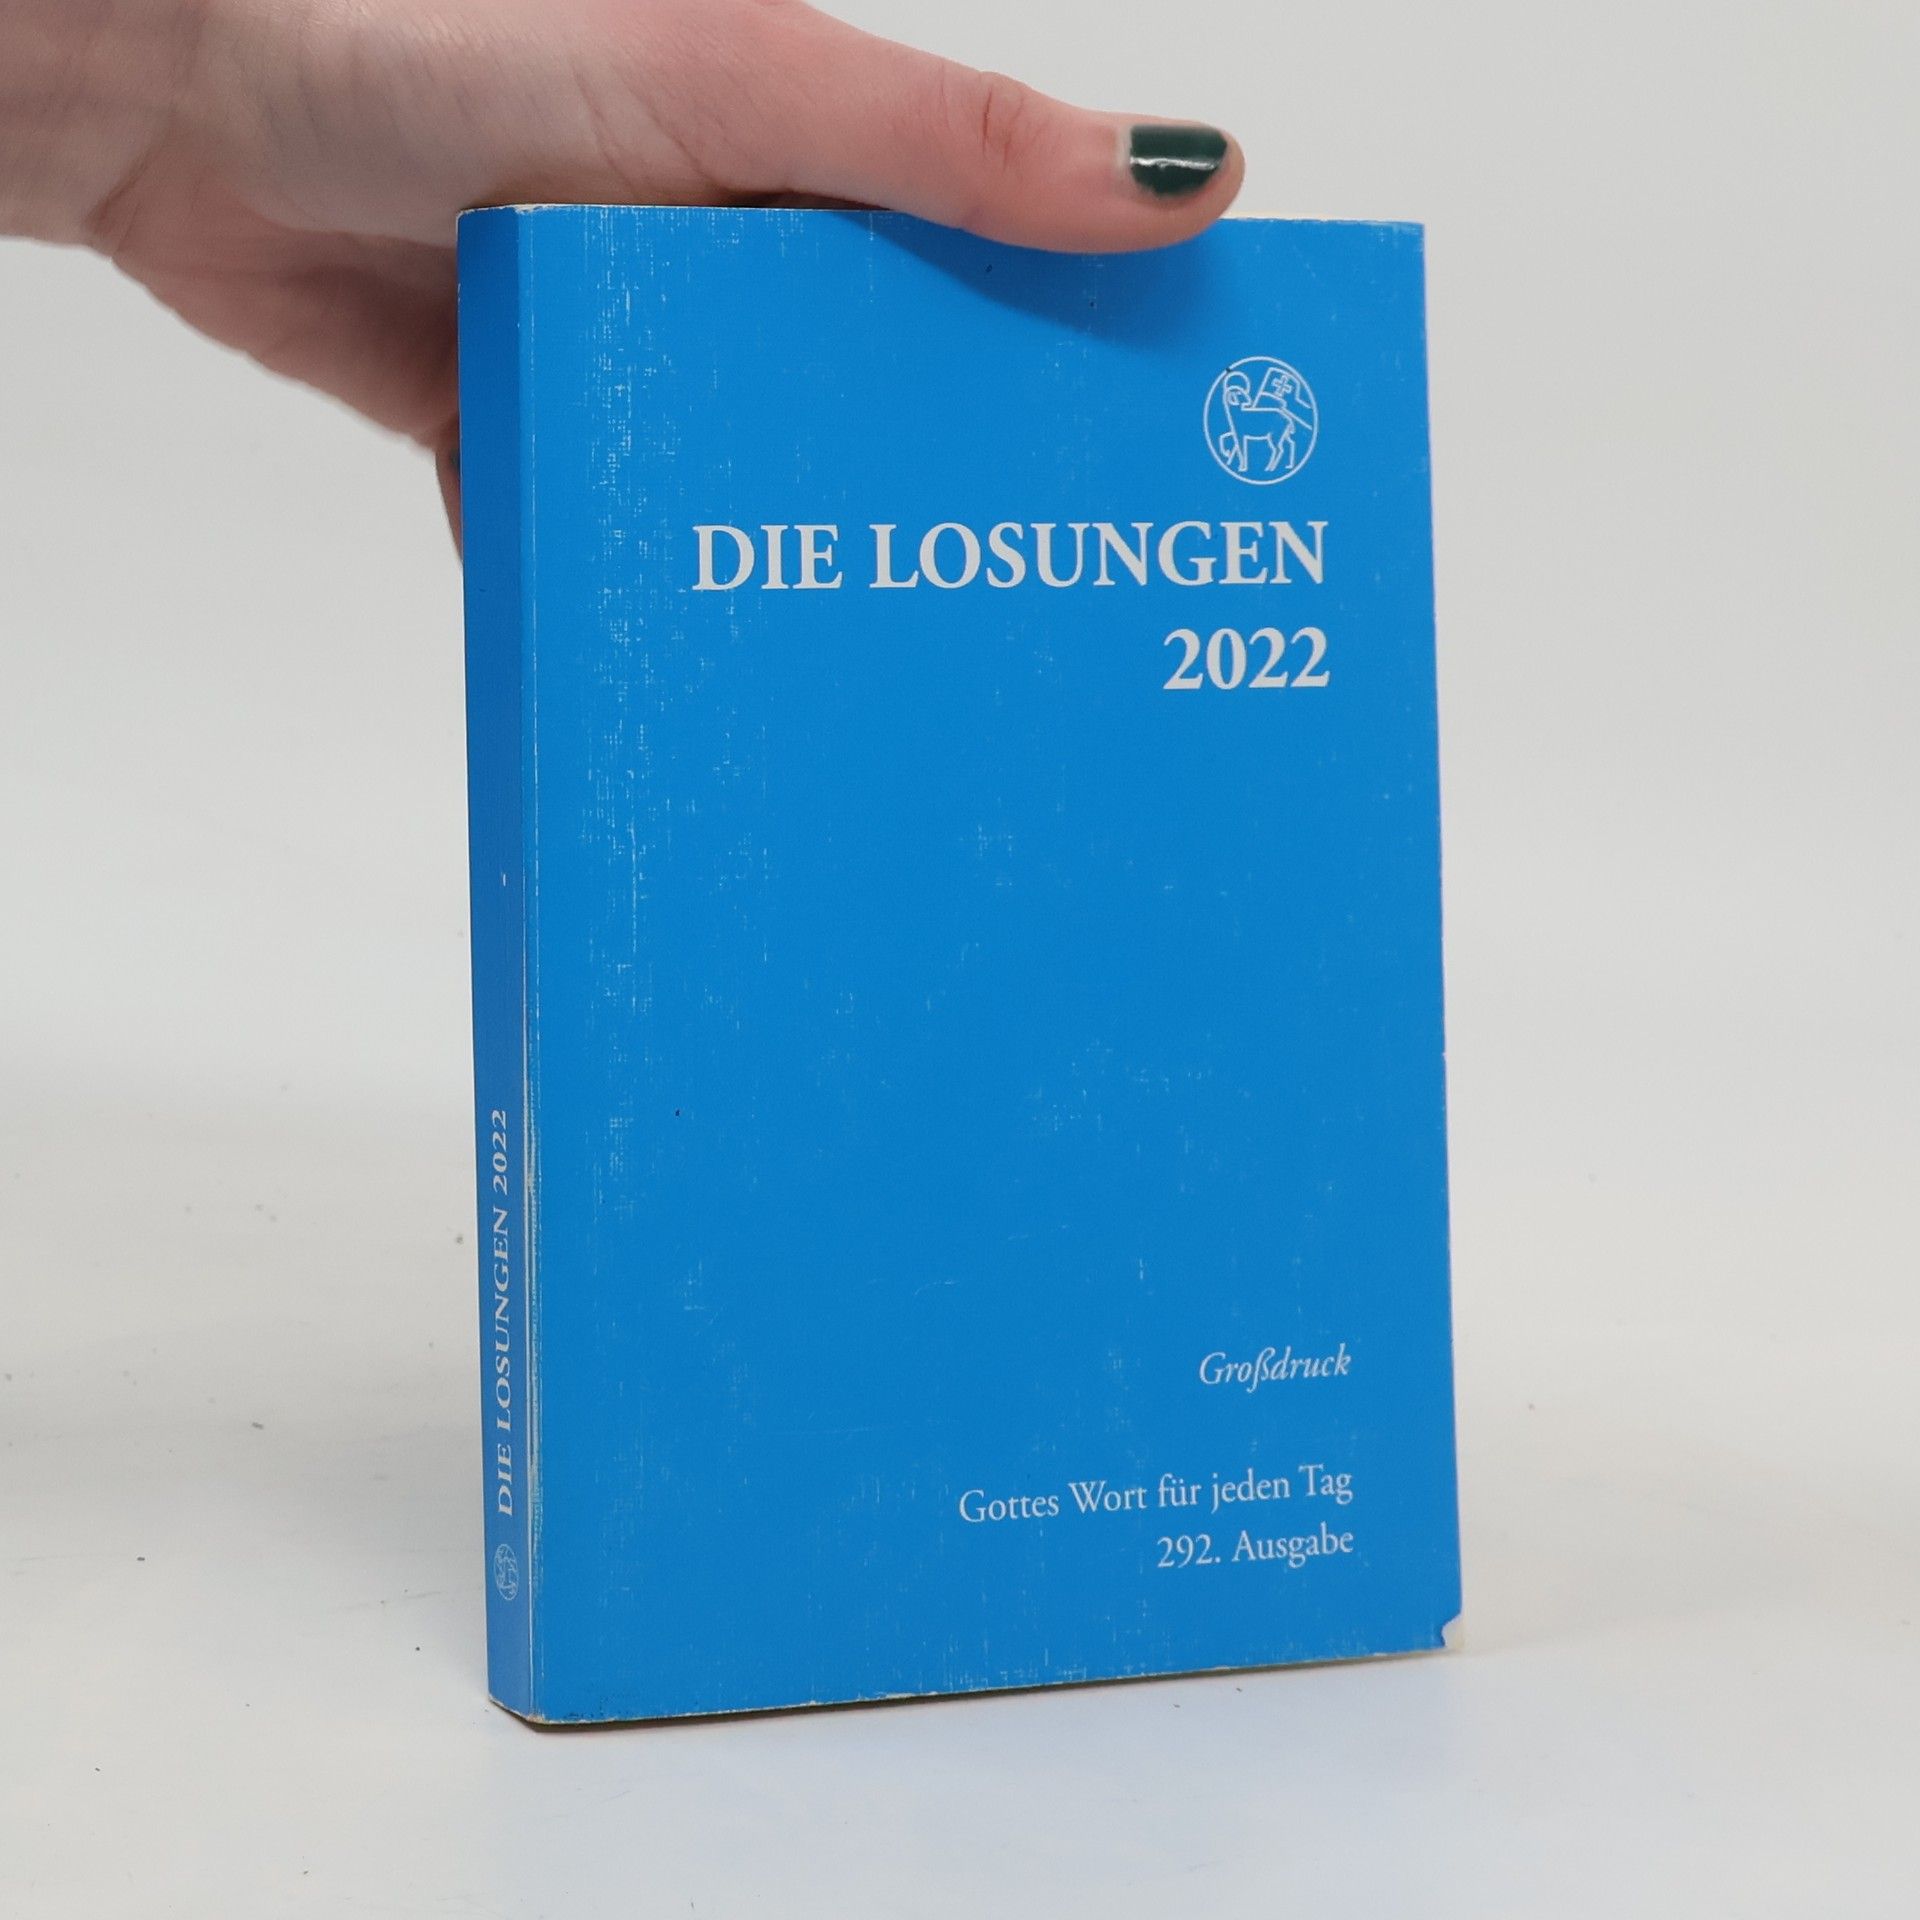 DIE LOSUNGEN
2022
Großdruck
Gottes Wort für jeden Tag
292. Ausgabe
DIE LOSUNGEN 2022